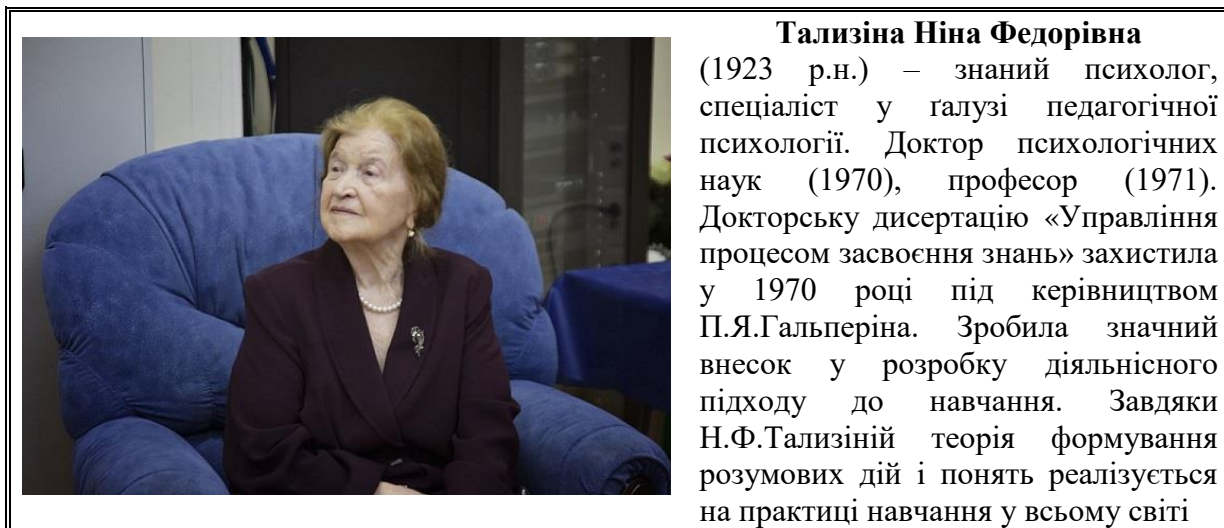 Тализіна Ніна Федорівна
(1923 р.н.) – знаний психолог,
спеціаліст у ґалузі педагогічної
психології. Доктор психологічних
наук (1970), професор (1971).
Докторську дисертацію «Управління
процесом засвоєння знань» захистила
у 1970 році під керівництвом
П.Я.Гальперіна. Зробила значний
внесок у розробку діяльнісного
підходу до навчання. Завдяки
Н.Ф.Тализіній теорія формування
розумових дій і понять реалізується
на практиці навчання у всьому світі